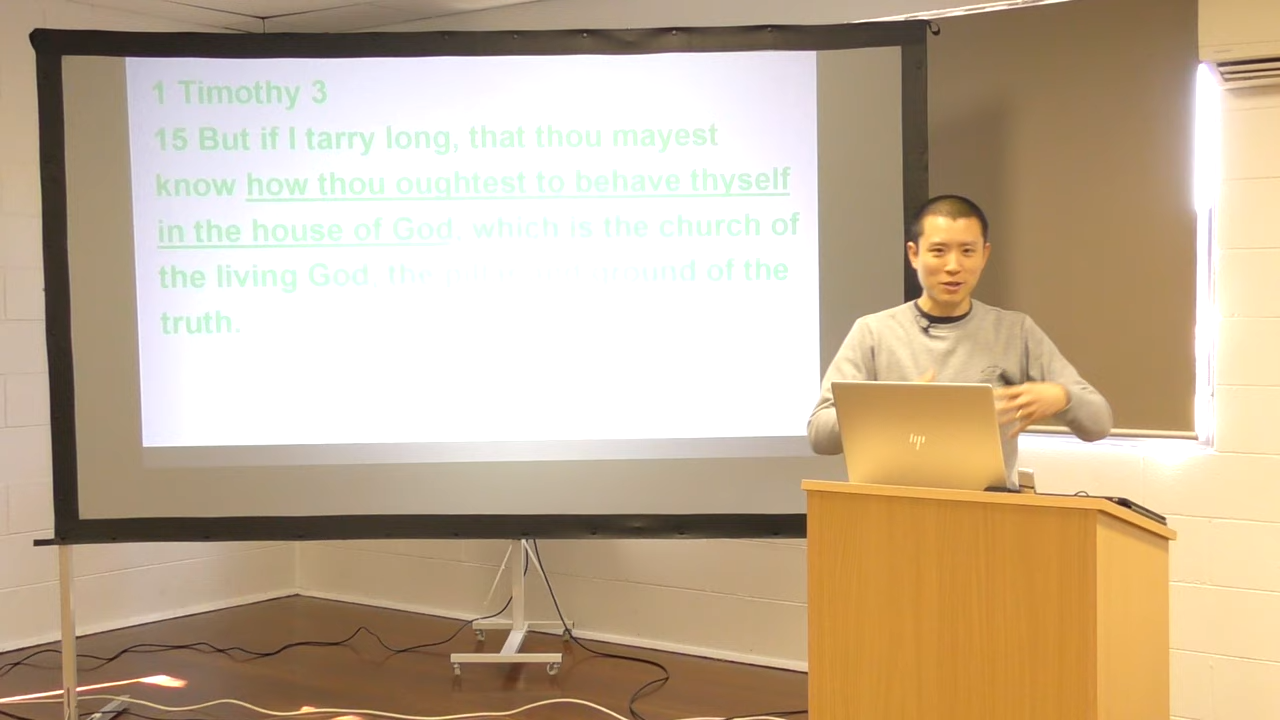 1 Timothy 3
15 But if I tarry long, that thou mayest
know how thou oughtest to behave thyself
in the house of God, which is the church of
the living God, the pillar and ground of the
truth.
hp